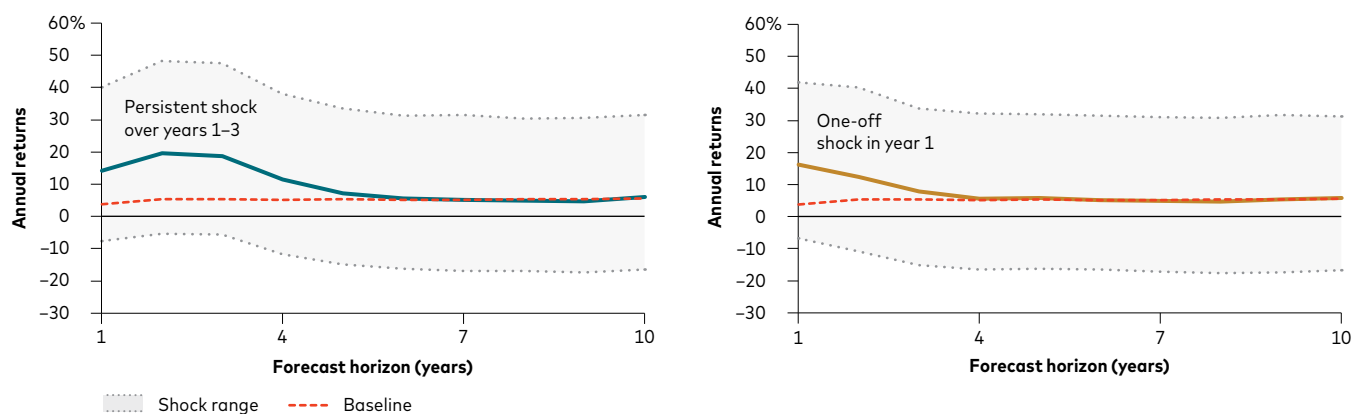 60%
50
40
30
20
10
0
–10
–20
–30
Annual returns
Persistent shock
over years 1–3
1
4
7
10
Forecast horizon (years)
60%
50
40
30
20
10
0
–10
–20
–30
Annual returns
One-off
shock in year 1
1
4
7
10
Forecast horizon (years)
Shock range
Baseline